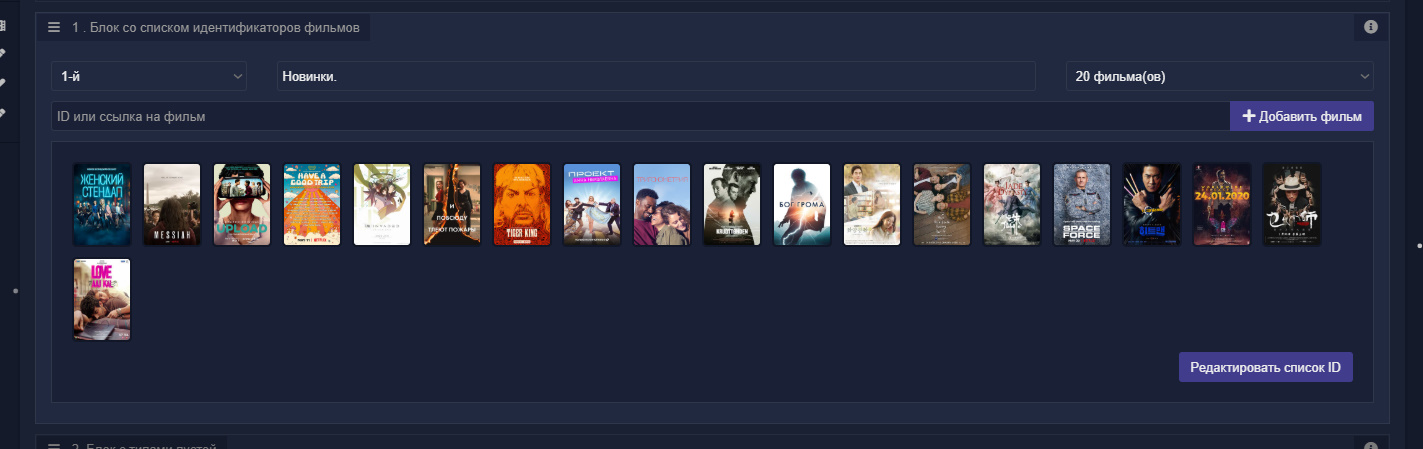 1 . Блок со списком идентификаторов фильмов
1-й
Новинки.
20 фильма(ов)
ID или ссылка на фильм
Добавить фильм
ЖЕНСКИЙ
СТЕНДАП
MESSIAH
UPLOAD
HAVE A
GOOD TRIP
И
ПОВСЮДУ
ТЛЕЮТ ПОЖАРЫ
TIGER KING
ПРОЕКТ
БОГ ГРОМА
SPACE
FORCE
24.01.2020
LOVE
AAJ KAL
Редактировать список ID
2. Блок с типами пустой